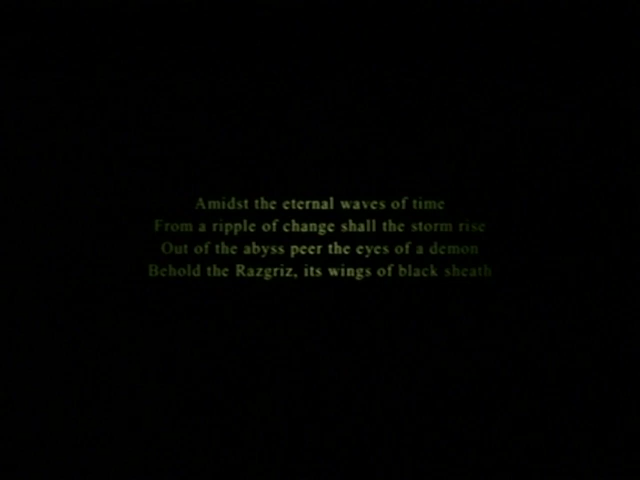 Amidst the eternal waves of time
From a ripple of change shall the storm rise
Out of the abyss peer the eyes of a demon
Behold the Razgriz, its wings of black sheath